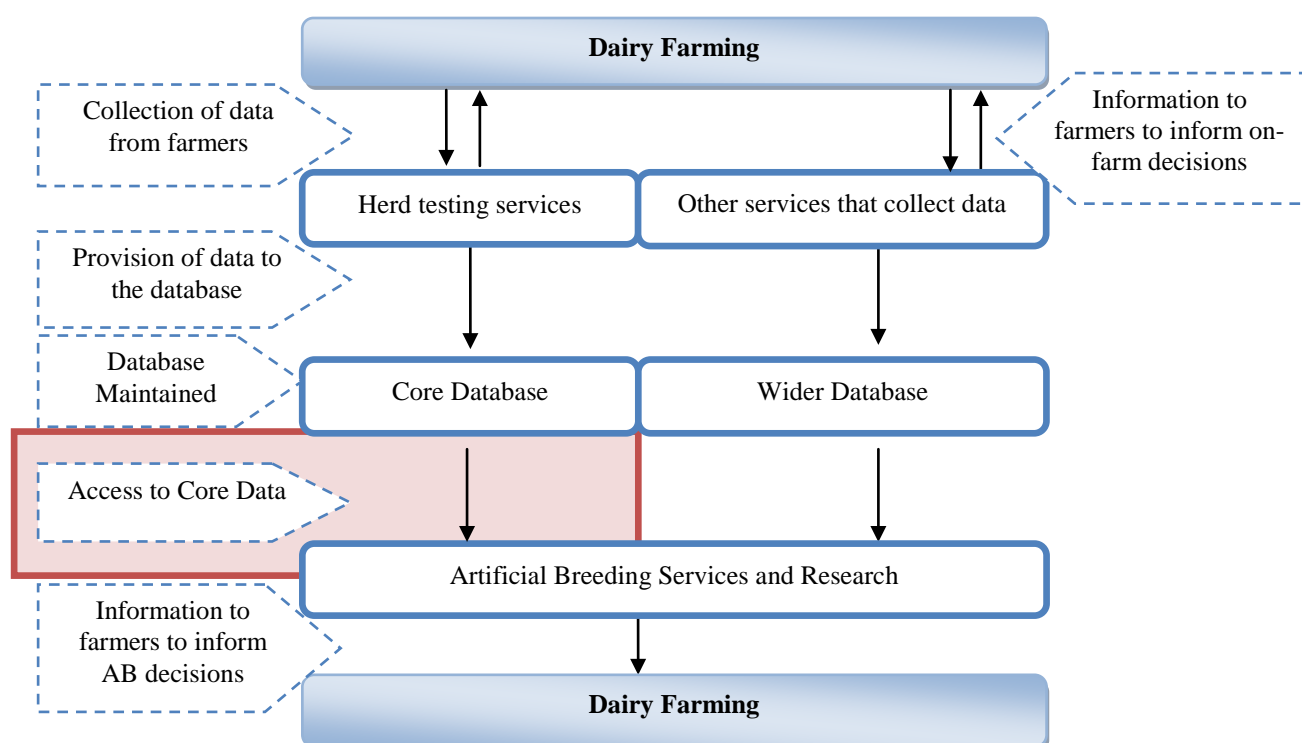 Dairy Farming
Collection of data
from farmers
Information to
farmers to inform on-
farm decisions
Herd testing services
Other services that collect data
Provision of data to
the database
Database
Maintained
Core Database
Wider Database
Access to Core Data
Artificial Breeding Services and Research
Information to
farmers to inform
AB decisions
Dairy Farming